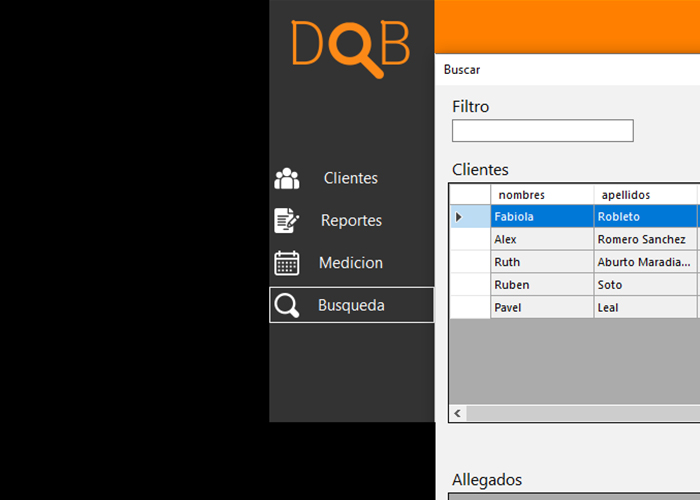 DQB
Clientes
Reportes
Medicion
Busqueda
Buscar
Filtro
Clientes
nombres apellidos
Fabiola Robleto
Alex Romero Sanchez
Ruth Aburto Maradia...
Ruben Soto
Pavel Leal
Allegados